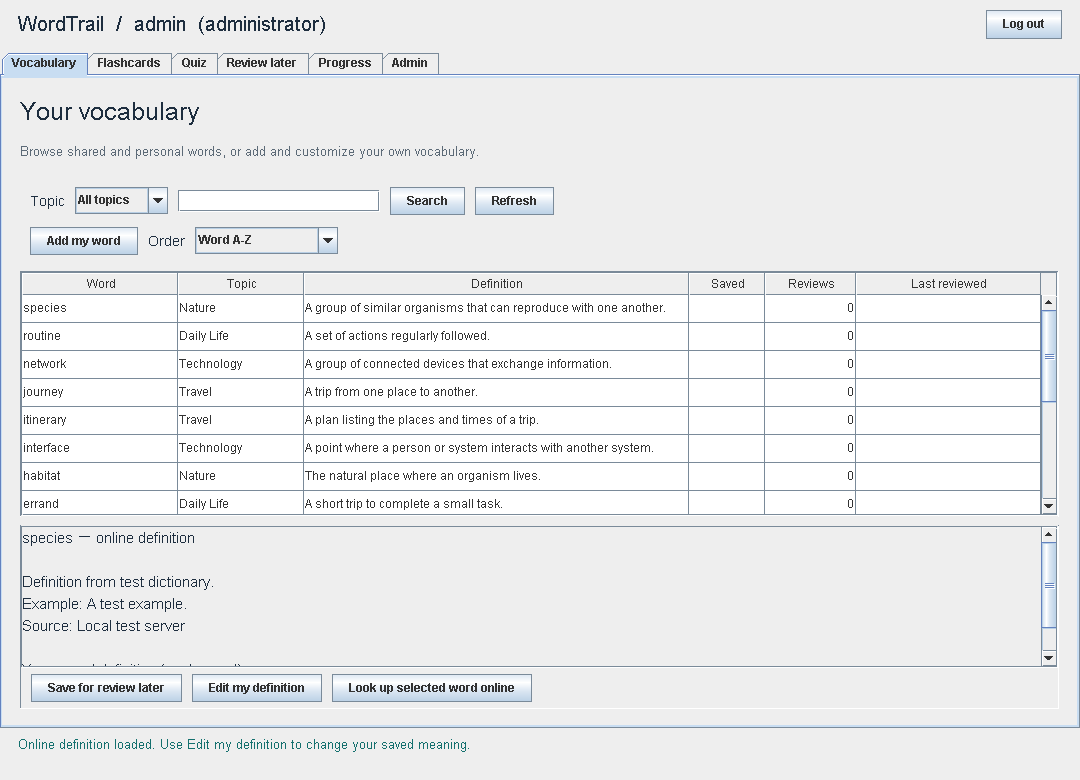 WordTrail / admin (administrator)
Log out
Vocabulary Flashcards Quiz Review later Progress Admin
Your vocabulary
Browse shared and personal words, or add and customize your own vocabulary.
Topic All topics Search Refresh
Add my word Order Word A-Z
Word Topic Definition Saved Reviews Last reviewed
species Nature A group of similar organisms that can reproduce with one another. 0
routine Daily Life A set of actions regularly followed. 0
network Technology A group of connected devices that exchange information. 0
journey Travel A trip from one place to another. 0
itinerary Travel A plan listing the places and times of a trip. 0
interface Technology A point where a person or system interacts with another system. 0
habitat Nature The natural place where an organism lives. 0
errand Daily Life A short trip to complete a small task. 0
species — online definition
Definition from test dictionary.
Example: A test example.
Source: Local test server
Save for review later Edit my definition Look up selected word online
Online definition loaded. Use Edit my definition to change your saved meaning.